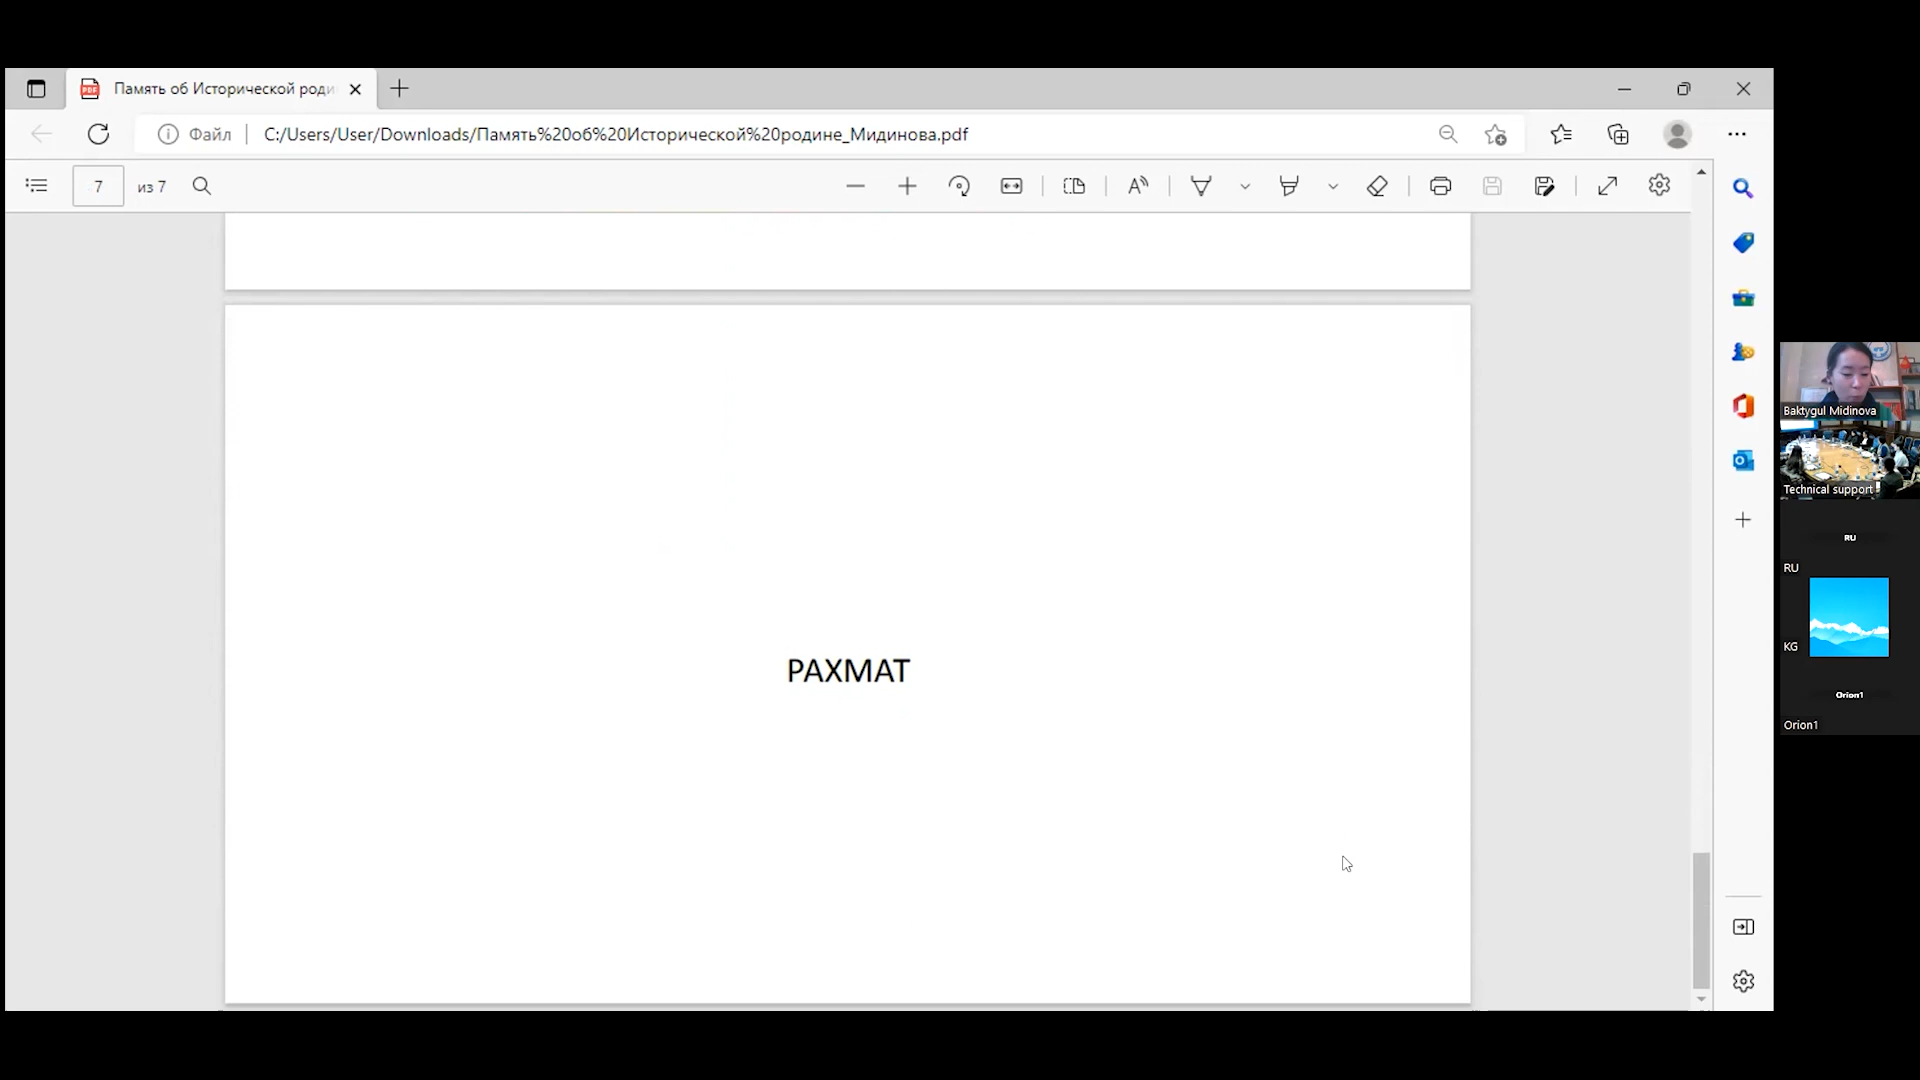 Память об Исторической роди
Файл
C:/Users/User/Downloads/Память%20об%20Исторической%20родине_Мидинова.pdf
7 из 7
РАХМАТ
Baktygul Midinova
Technical support
RU
RU
KG
Orion1
Orion1